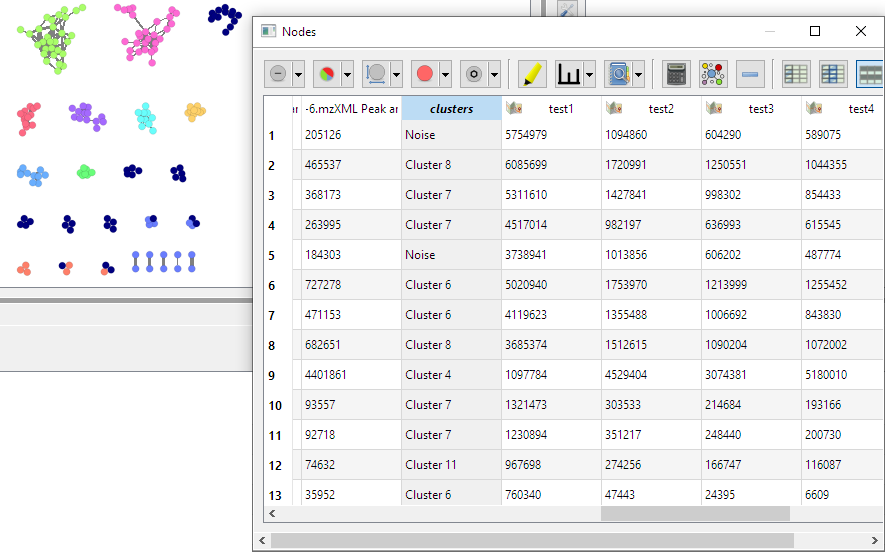 Nodes
ar -6.mzXML Peak ar clusters test1 test2 test3 test4
1 205126 Noise 5754979 1094860 604290 589075
2 465537 Cluster 8 6085699 1720991 1250551 1044355
3 368173 Cluster 7 5311610 1427841 998302 854433
4 263995 Cluster 7 4517014 982197 636993 615545
5 184303 Noise 3738941 1013856 606202 487774
6 727278 Cluster 6 5020940 1753970 1213999 1255452
7 471153 Cluster 6 4119623 1355488 1006692 843830
8 682651 Cluster 8 3685374 1512615 1090204 1072002
9 4401861 Cluster 4 1097784 4529404 3074381 5180010
10 93557 Cluster 7 1321473 303533 214684 193166
11 92718 Cluster 7 1230894 351217 248440 200730
12 74632 Cluster 11 967698 274256 166747 116087
13 35952 Cluster 6 760340 47443 24395 6609